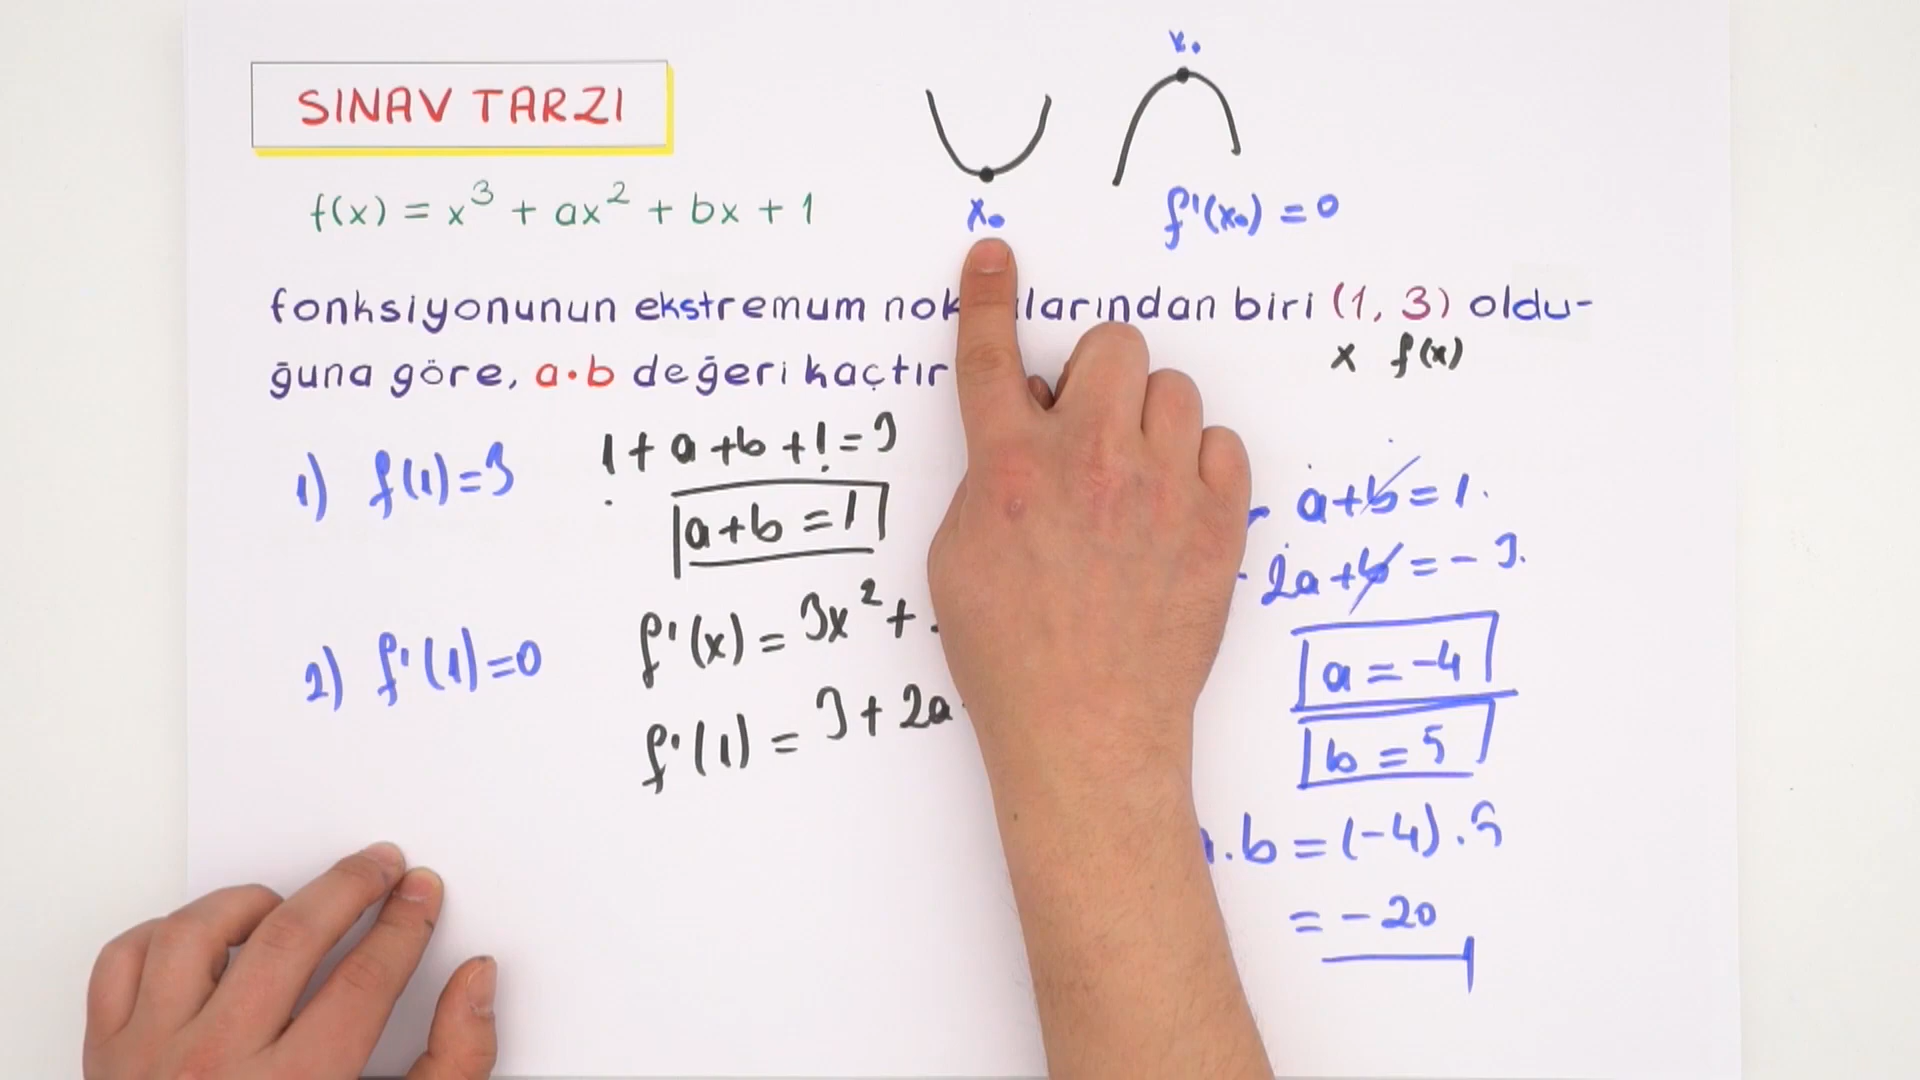 SINAV TARZI
x₀
x₀
f(x) = x³ + ax² + bx + 1
f'(x₀) = 0
fonksiyonunun ekstremum nok larından biri (1, 3) oldu-
x f(x)
ğuna göre, a·b değeri kaçtır
1) f(1)=3
1 + a + b + 1 = 3
a+b = 1
2) f'(1)=0
f'(x) = 3x² +
f'(1) = 3 + 2a
- a+b = 1
2a+b = -3
a = -4
b = 5
.b = (-4).5
= -20